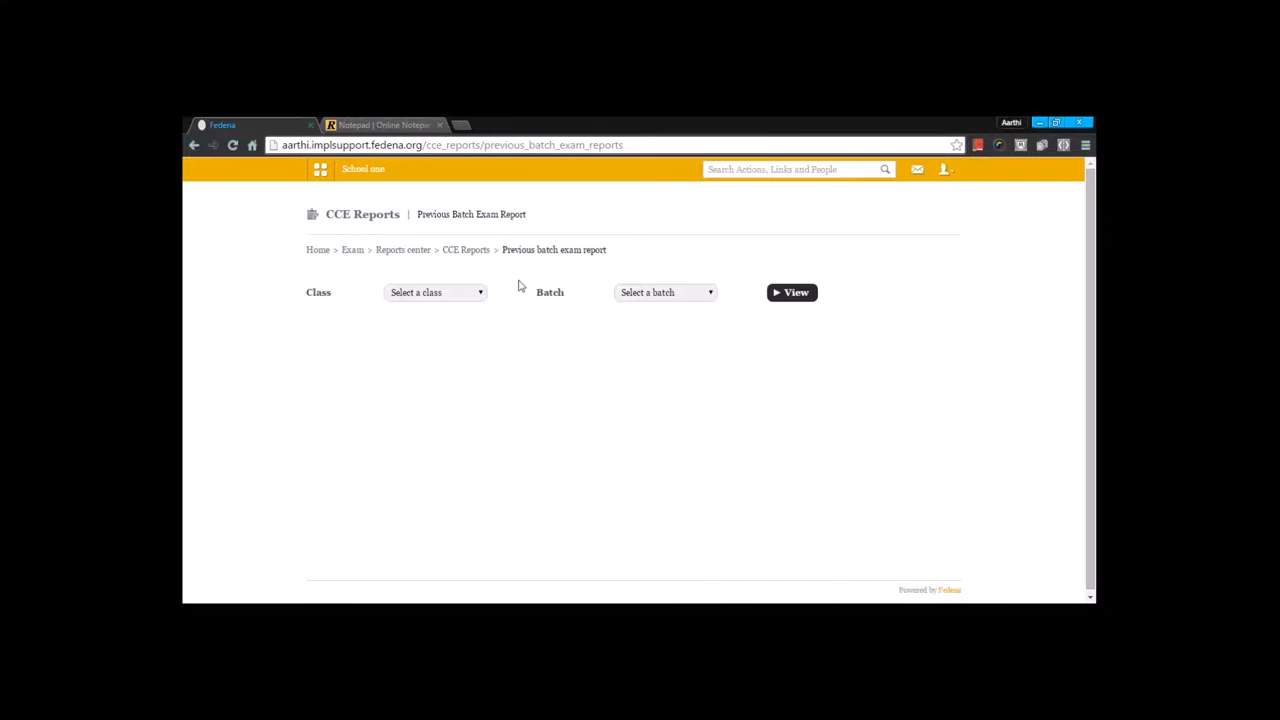 Fedena
Notepad | Online Notepa
Aarthi
aarthi.implsupport.fedena.org/cce_reports/previous_batch_exam_reports
School one
Search Actions, Links and People
CCE Reports | Previous Batch Exam Report
Home > Exam > Reports center > CCE Reports > Previous batch exam report
Class Select a class Batch Select a batch View
Powered by Fedena